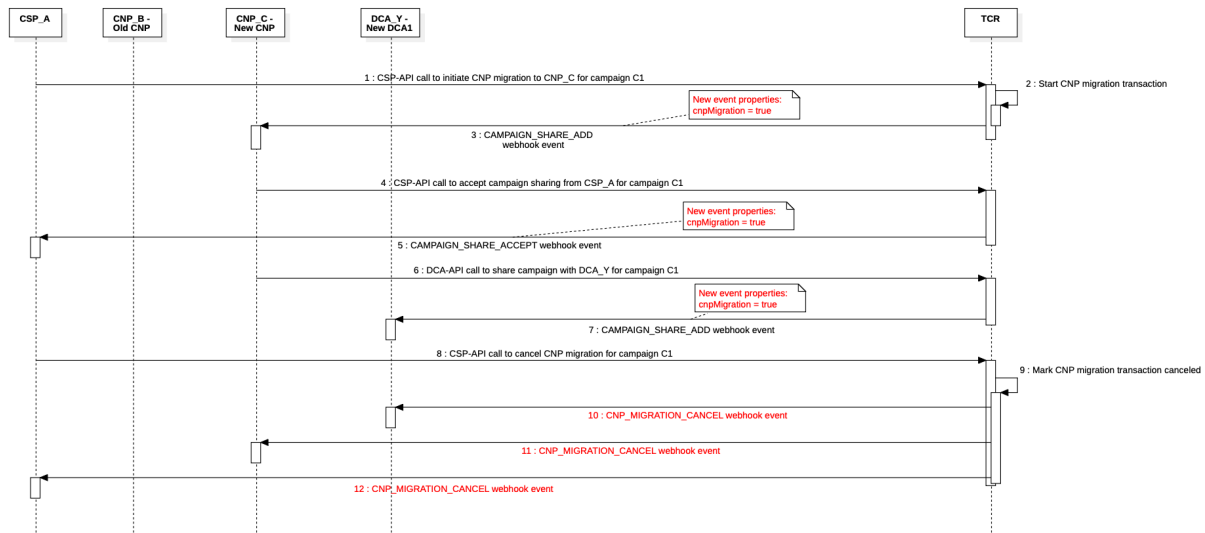 CSP_A
CNP_B -
Old CNP
CNP_C -
New CNP
DCA_Y -
New DCA1
TCR
1 : CSP-API call to initiate CNP migration to CNP_C for campaign C1
2 : Start CNP migration transaction
New event properties:
cnpMigration = true
3 : CAMPAIGN_SHARE_ADD
webhook event
4 : CSP-API call to accept campaign sharing from CSP_A for campaign C1
New event properties:
cnpMigration = true
5 : CAMPAIGN_SHARE_ACCEPT webhook event
6 : DCA-API call to share campaign with DCA_Y for campaign C1
New event properties:
cnpMigration = true
7 : CAMPAIGN_SHARE_ADD webhook event
8 : CSP-API call to cancel CNP migration for campaign C1
9 : Mark CNP migration transaction canceled
10 : CNP_MIGRATION_CANCEL webhook event
11 : CNP_MIGRATION_CANCEL webhook event
12 : CNP_MIGRATION_CANCEL webhook event